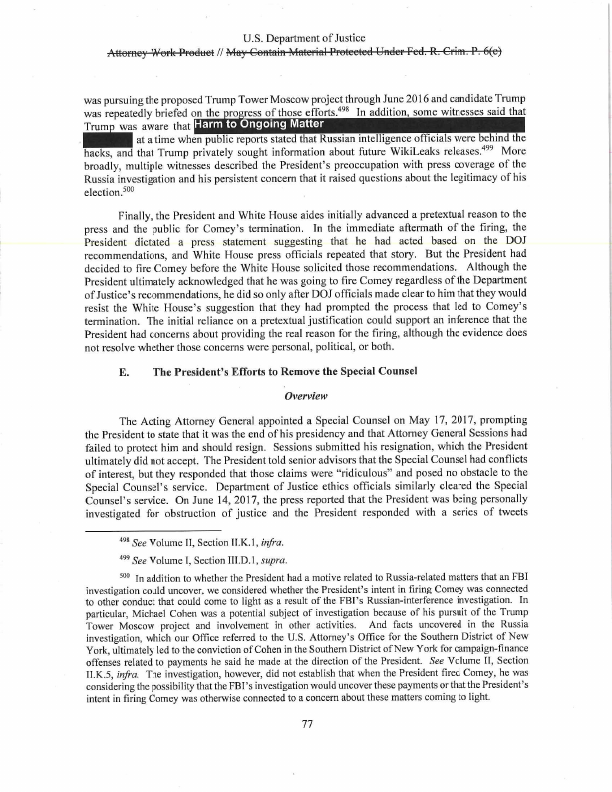 U.S. Department of Justice
Attorney Work Product // May Contain Material Protected Under Fed. R. Crim. P. 6(e)
was pursuing the proposed Trump Tower Moscow project through June 2016 and candidate Trump
was repeatedly briefed on the progress of those efforts.498 In addition, some witnesses said that
Trump was aware that Harm to Ongoing Matter
at a time when public reports stated that Russian intelligence officials were behind the
hacks, and that Trump privately sought information about future WikiLeaks releases.499 More
broadly, multiple witnesses described the President's preoccupation with press coverage of the
Russia investigation and his persistent concern that it raised questions about the legitimacy of his
election.500
Finally, the President and White House aides initially advanced a pretextual reason to the
press and the public for Comey's termination. In the immediate aftermath of the firing, the
President dictated a press statement suggesting that he had acted based on the DOJ
recommendations, and White House press officials repeated that story. But the President had
decided to fire Comey before the White House solicited those recommendations. Although the
President ultimately acknowledged that he was going to fire Comey regardless of the Department
of Justice's recommendations, he did so only after DOJ officials made clear to him that they would
resist the White House's suggestion that they had prompted the process that led to Comey's
termination. The initial reliance on a pretextual justification could support an inference that the
President had concerns about providing the real reason for the firing, although the evidence does
not resolve whether those concerns were personal, political, or both.
E. The President's Efforts to Remove the Special Counsel
Overview
The Acting Attorney General appointed a Special Counsel on May 17, 2017, prompting
the President to state that it was the end of his presidency and that Attorney General Sessions had
failed to protect him and should resign. Sessions submitted his resignation, which the President
ultimately did not accept. The President told senior advisors that the Special Counsel had conflicts
of interest, but they responded that those claims were "ridiculous" and posed no obstacle to the
Special Counsel's service. Department of Justice ethics officials similarly cleared the Special
Counsel's service. On June 14, 2017, the press reported that the President was being personally
investigated for obstruction of justice and the President responded with a series of tweets
498 See Volume II, Section II.K.1, infra.
499 See Volume I, Section III.D.1, supra.
500 In addition to whether the President had a motive related to Russia-related matters that an FBI
investigation could uncover, we considered whether the President's intent in firing Comey was connected
to other conduct that could come to light as a result of the FBI's Russian-interference investigation. In
particular, Michael Cohen was a potential subject of investigation because of his pursuit of the Trump
Tower Moscow project and involvement in other activities. And facts uncovered in the Russia
investigation, which our Office referred to the U.S. Attorney's Office for the Southern District of New
York, ultimately led to the conviction of Cohen in the Southern District of New York for campaign-finance
offenses related to payments he said he made at the direction of the President. See Volume II, Section
II.K.5, infra. The investigation, however, did not establish that when the President fired Comey, he was
considering the possibility that the FBI's investigation would uncover these payments or that the President's
intent in firing Comey was otherwise connected to a concern about these matters coming to light.
77